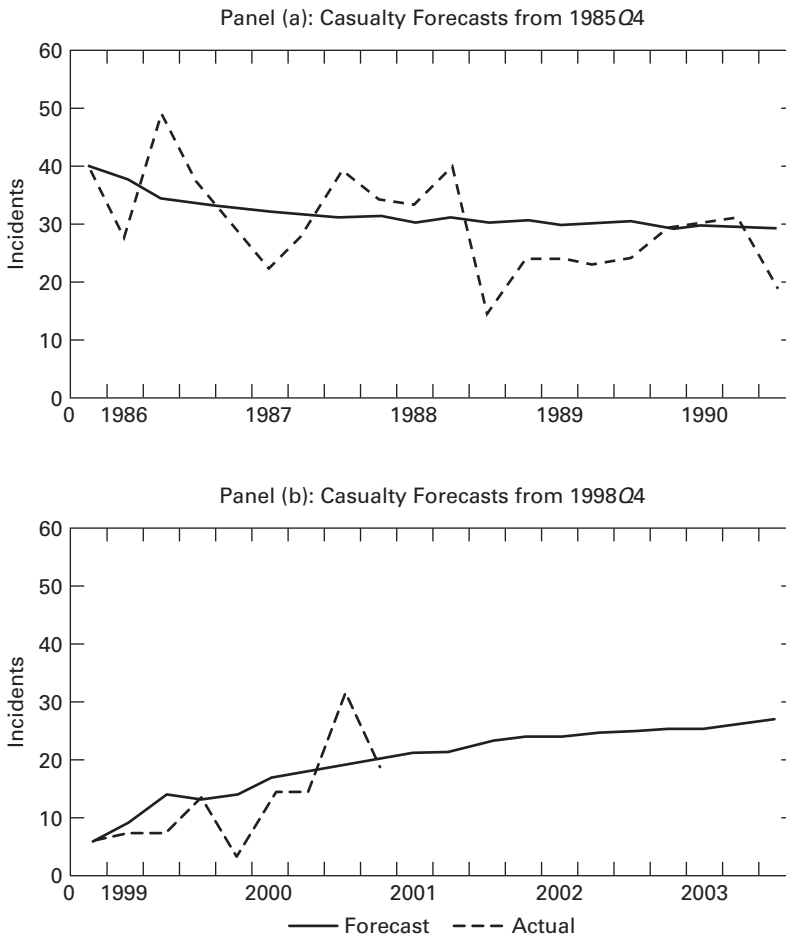 Panel (a): Casualty Forecasts from 1985Q4
60
50
40
30
20
10
0
Incidents
0 1986 1987 1988 1989 1990
Panel (b): Casualty Forecasts from 1998Q4
60
50
40
30
20
10
0
Incidents
0 1999 2000 2001 2002 2003
Forecast Actual